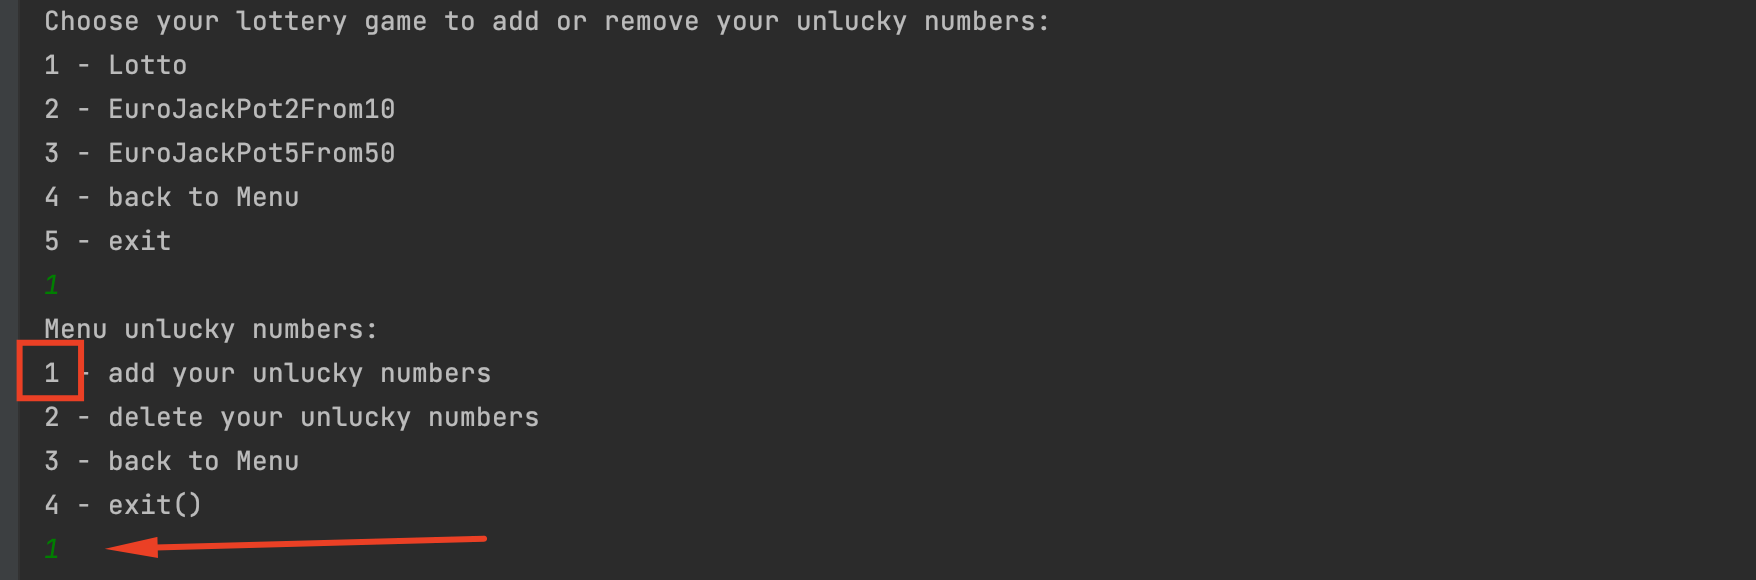 Choose your lottery game to add or remove your unlucky numbers:
1 - Lotto
2 - EuroJackPot2From10
3 - EuroJackPot5From50
4 - back to Menu
5 - exit
1
Menu unlucky numbers:
1 - add your unlucky numbers
2 - delete your unlucky numbers
3 - back to Menu
4 - exit()
1